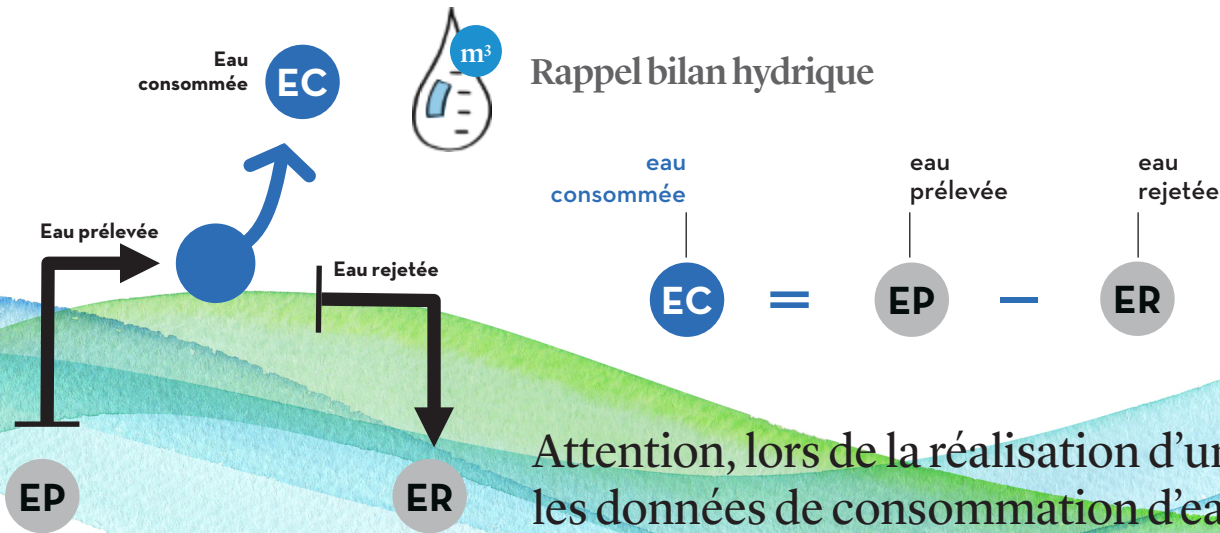 Eau
consommée
EC
m³
Rappel bilan hydrique
eau
consommée
eau
prélevée
eau
rejetée
Eau prélevée
Eau rejetée
EC = EP – ER
EP
ER
Attention, lors de la réalisation d'un
les données de consommation d'ea